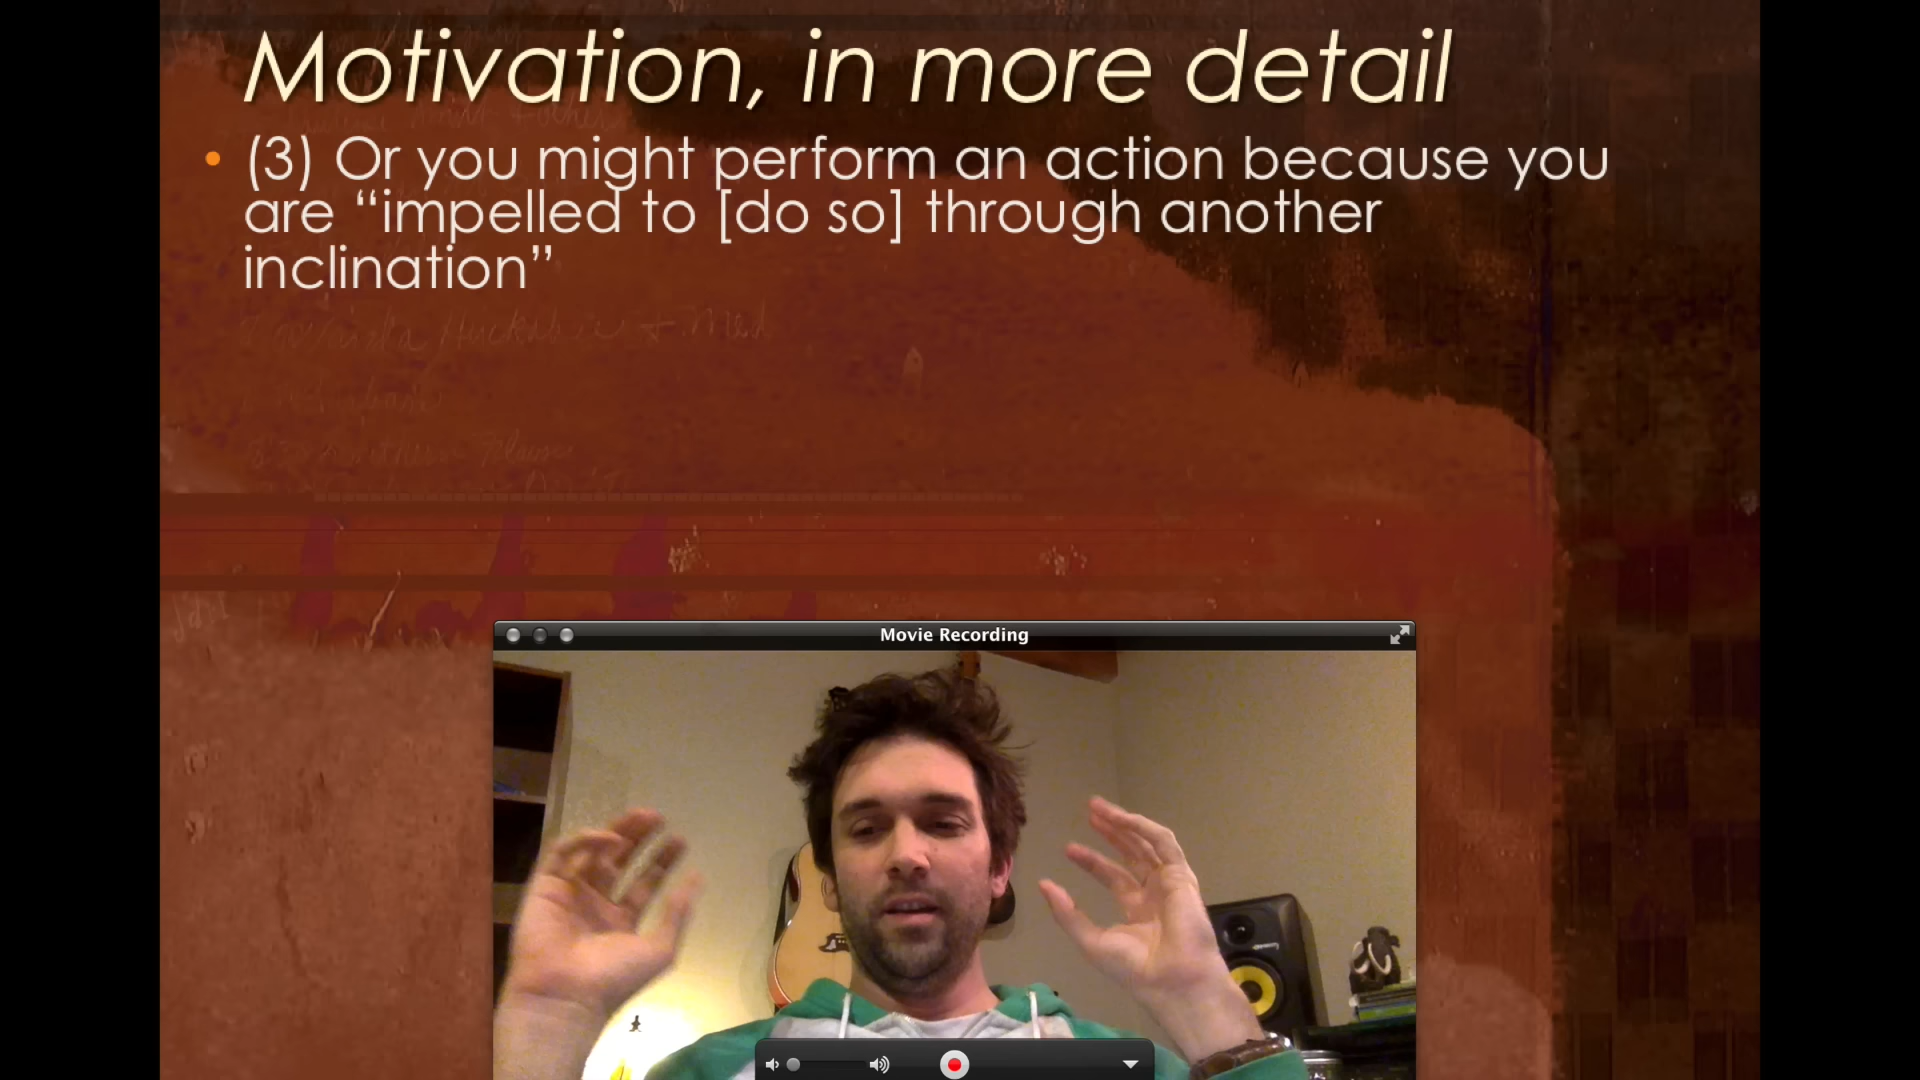 Motivation, in more detail
• (3) Or you might perform an action because you
are “impelled to [do so] through another
inclination”
Movie Recording